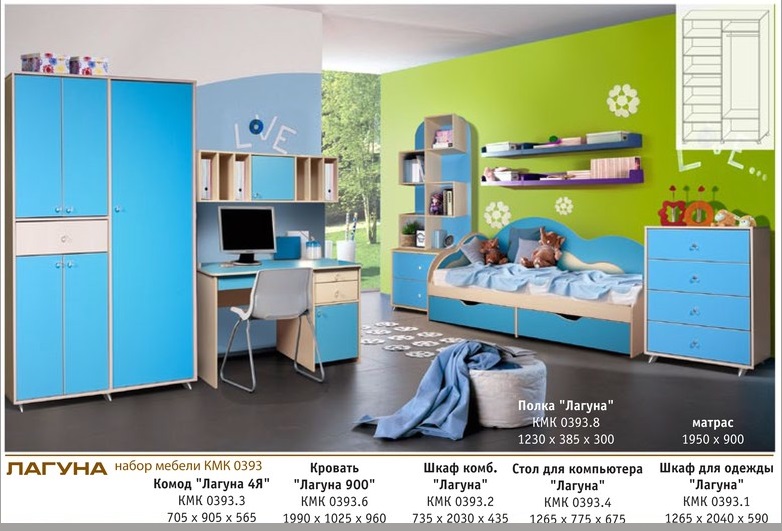 LOVE
L VE...
Полка "Лагуна"
КМК 0393.8
1230 x 385 x 300
матрас
1950 x 900
ЛАГУНА набор мебели КМК 0393
Комод "Лагуна 4Я"
КМК 0393.3
705 x 905 x 565
Кровать
"Лагуна 900"
КМК 0393.6
1990 x 1025 x 960
Шкаф комб.
"Лагуна"
КМК 0393.2
735 x 2030 x 435
Стол для компьютера
"Лагуна"
КМК 0393.4
1265 x 775 x 675
Шкаф для одежды
"Лагуна"
КМК 0393.1
1265 x 2040 x 590